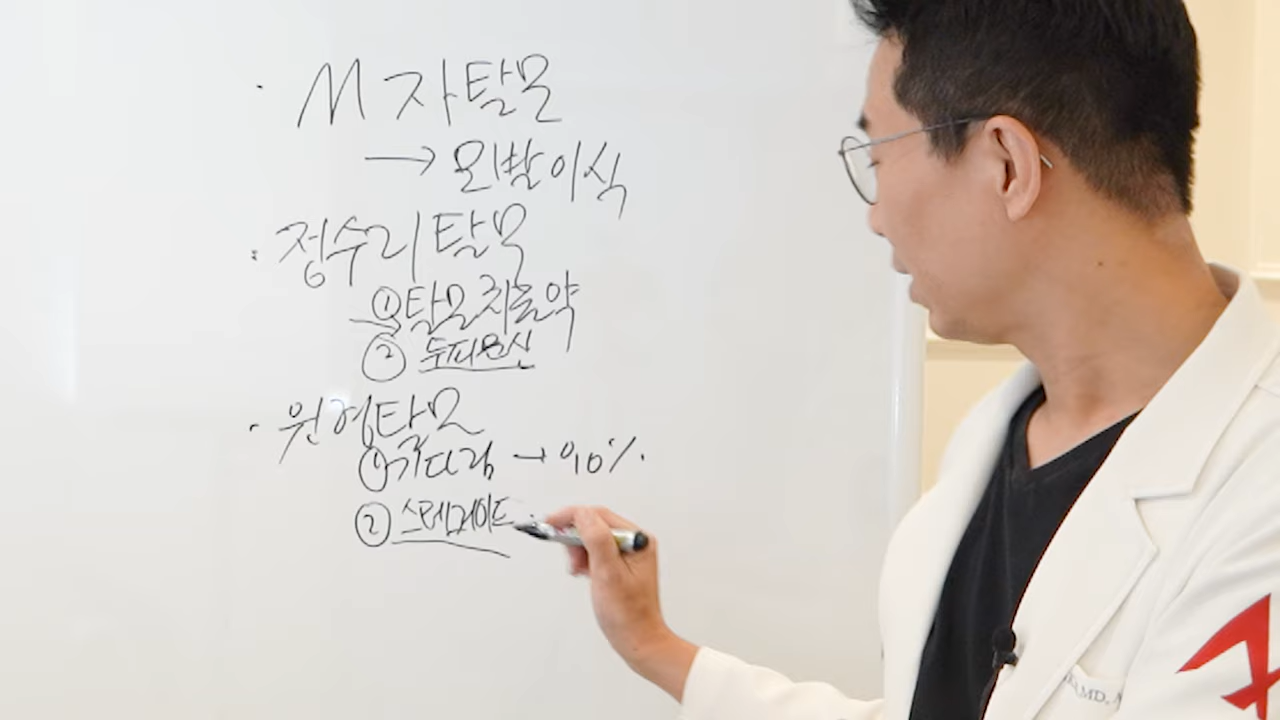 · M자탈모
→ 모발이식
· 정수리탈모
① 탈모치료약
② 두피문신
· 원형탈모
① 기다림 → 90%.
② 스테로이드
MD.